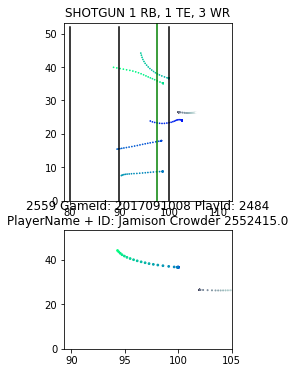 SHOTGUN 1 RB, 1 TE, 3 WR
50
40
30
20
10
0
80 90 100 110
2559 GameId: 2017091008 PlayId: 2484
PlayerName + ID: Jamison Crowder 2552415.0
40
20
0
90 95 100 105